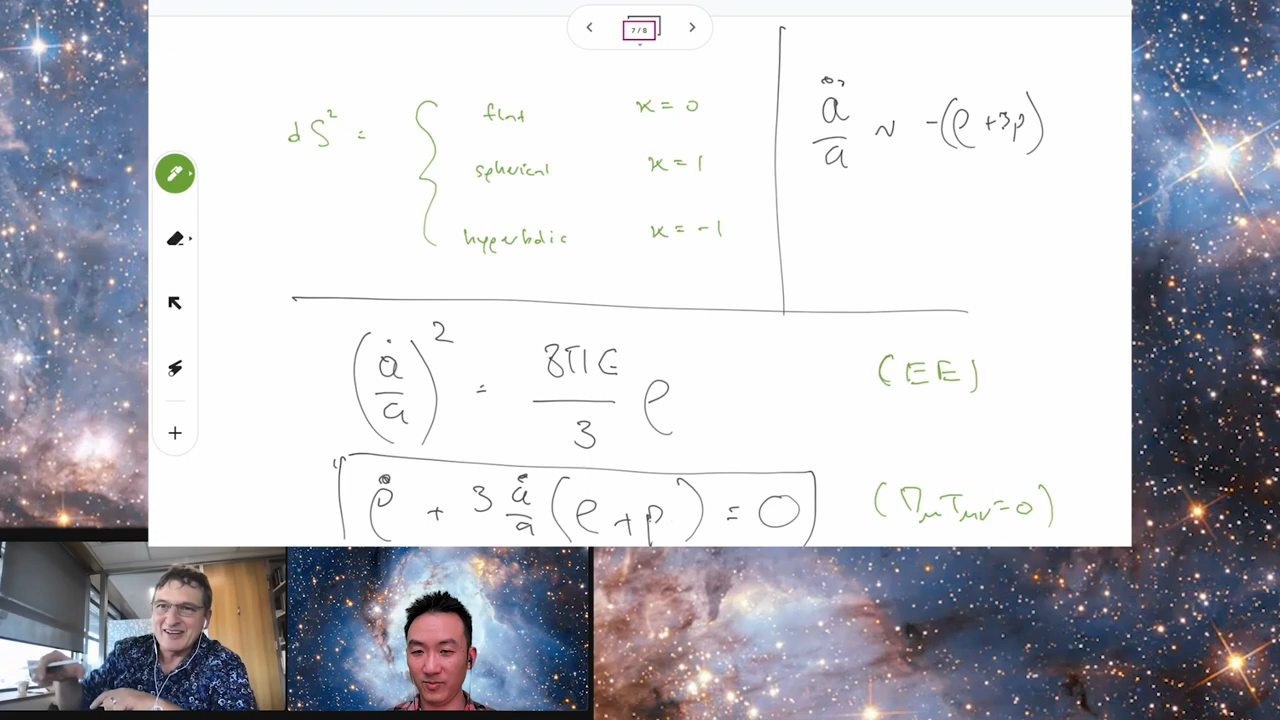 7/8
dS² = { flat κ = 0
spherical κ = 1
hyperbolic κ = -1
ä/a ~ -(ρ + 3p)
(ȧ/a)² = 8πG/3 ρ (EE)
ρ̇ + 3 ȧ/a (ρ + p) = 0 (∇μTμν = 0)